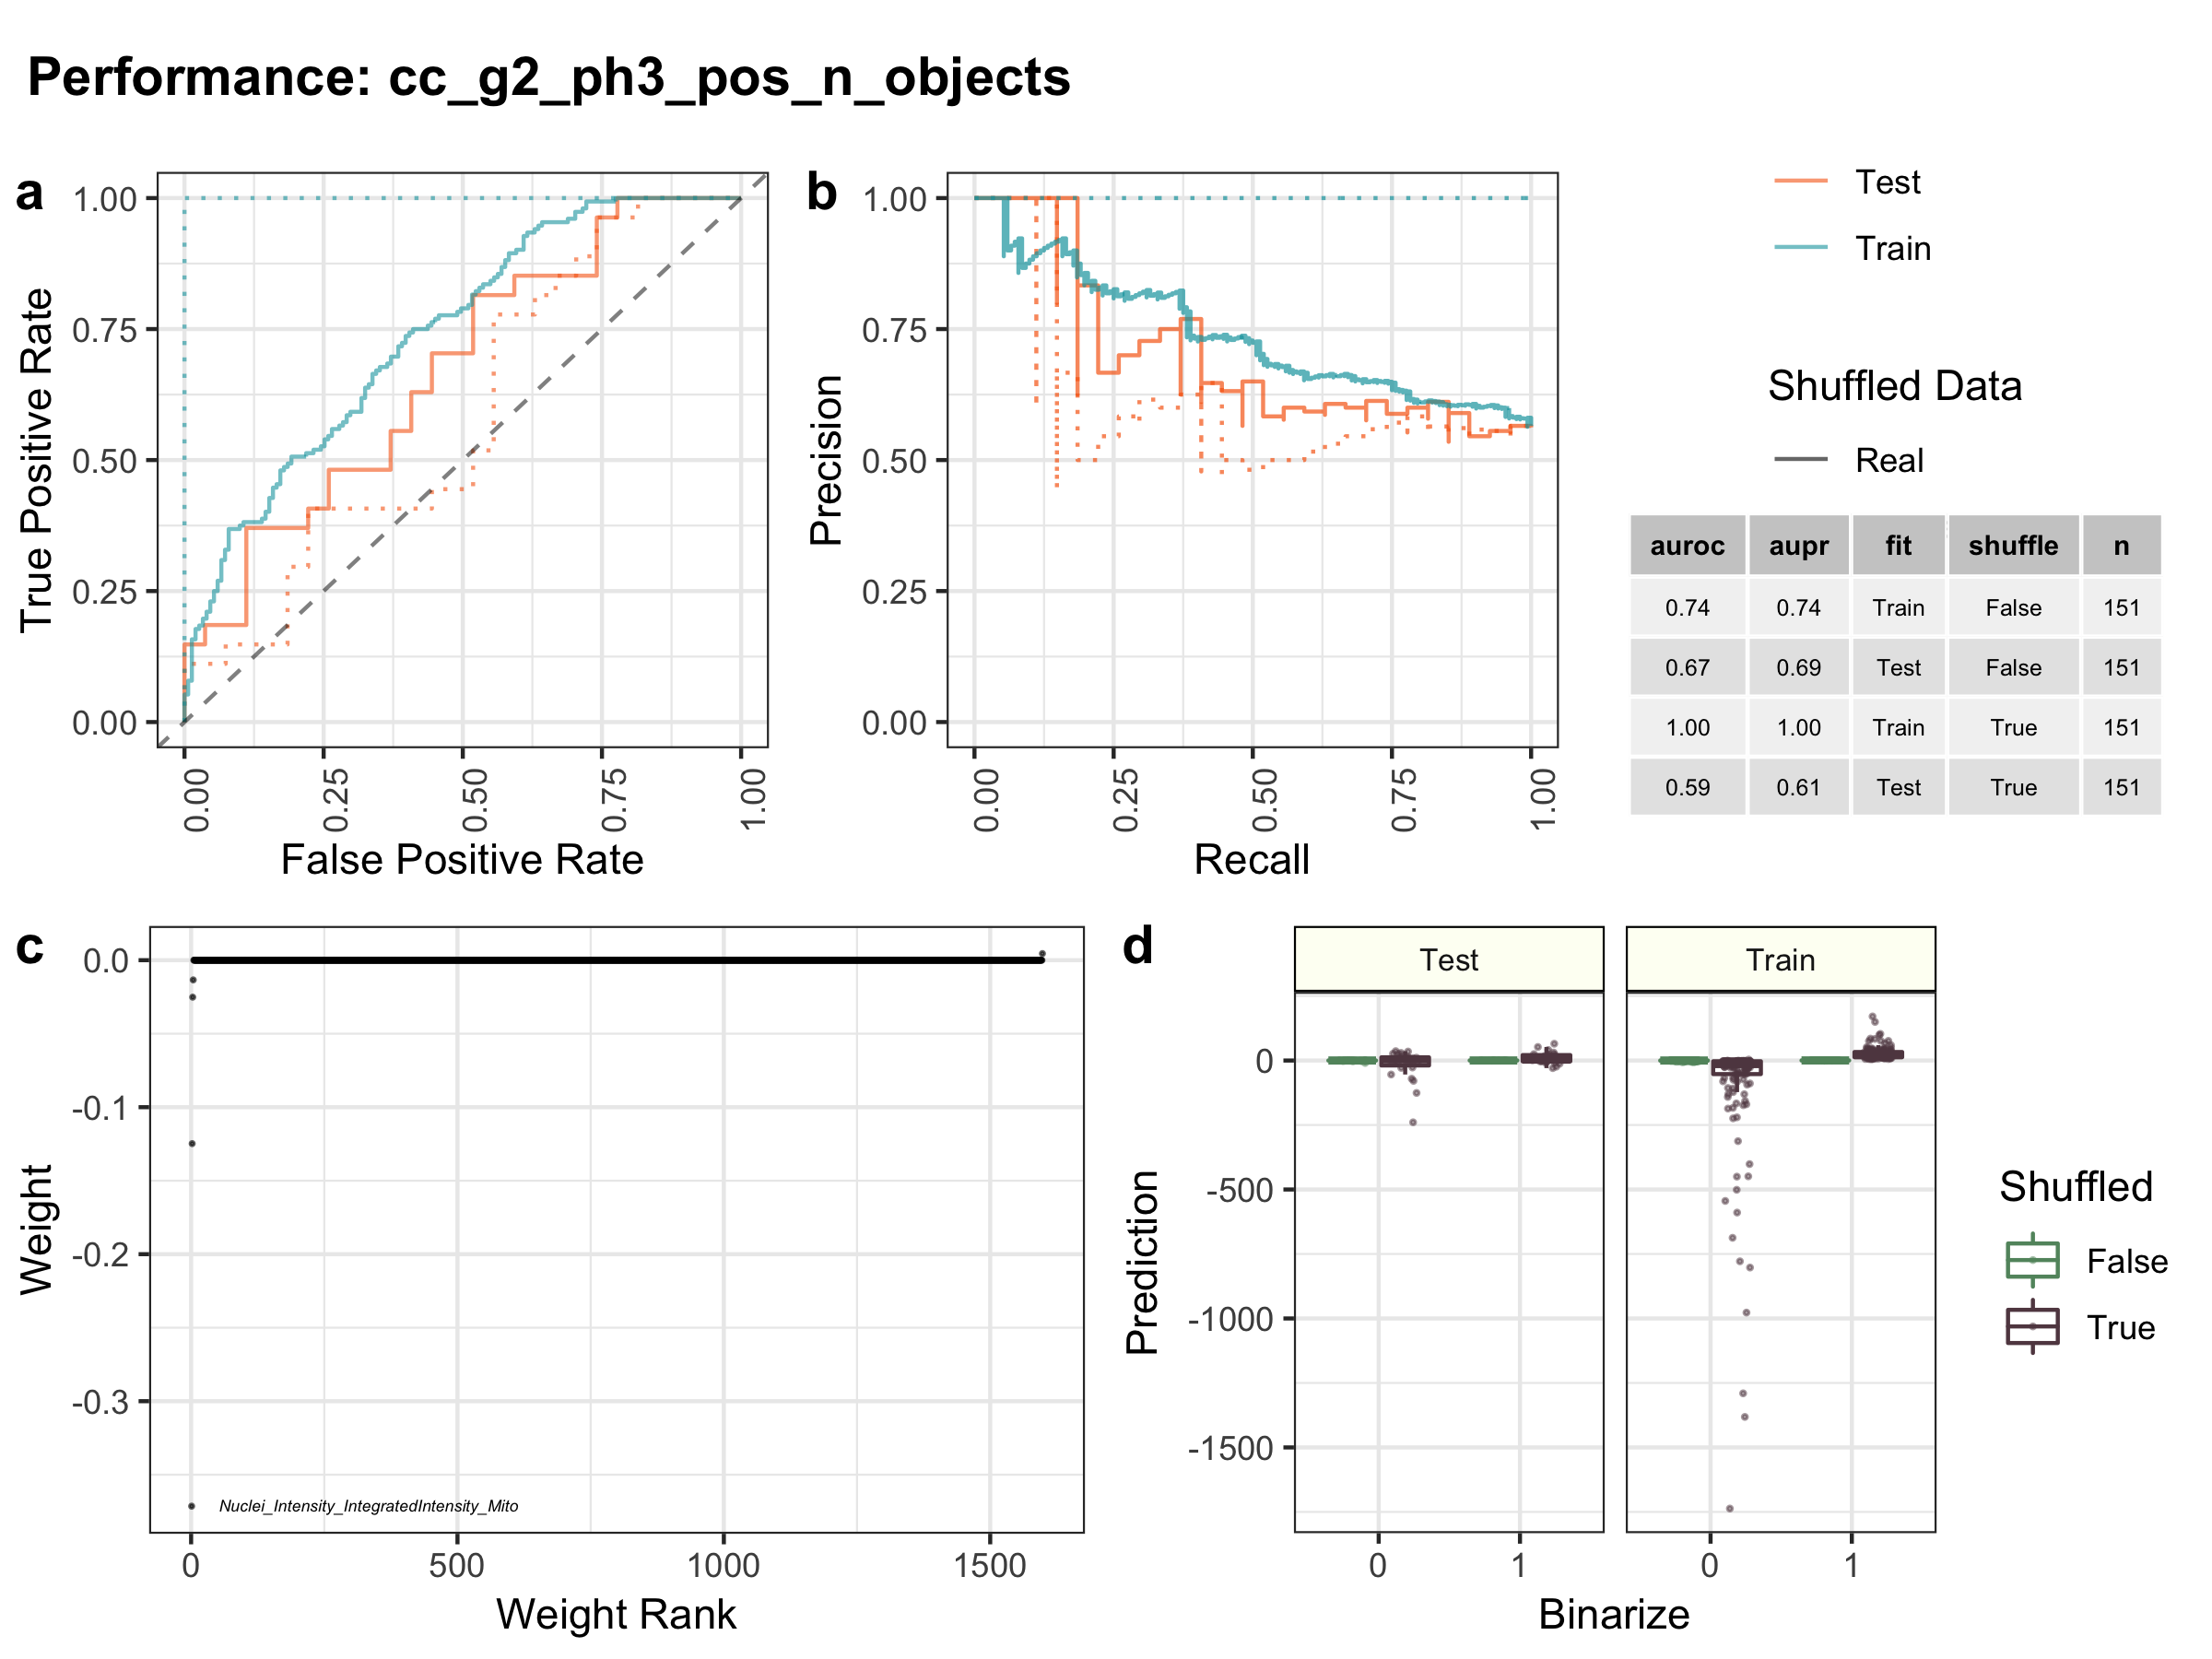 Performance: cc_g2_ph3_pos_n_objects
a
True Positive Rate
1.00
0.75
0.50
0.25
0.00
0.00
0.25
0.50
0.75
1.00
False Positive Rate
b
Precision
1.00
0.75
0.50
0.25
0.00
0.00
0.25
0.50
0.75
1.00
Recall
Test
Train
Shuffled Data
Real
auroc aupr fit shuffle n
0.74 0.74 Train False 151
0.67 0.69 Test False 151
1.00 1.00 Train True 151
0.59 0.61 Test True 151
c
Weight
0.0
-0.1
-0.2
-0.3
Nuclei_Intensity_IntegratedIntensity_Mito
0
500
1000
1500
Weight Rank
d
Test
Train
Prediction
0
-500
-1000
-1500
0
1
0
1
Binarize
Shuffled
False
True